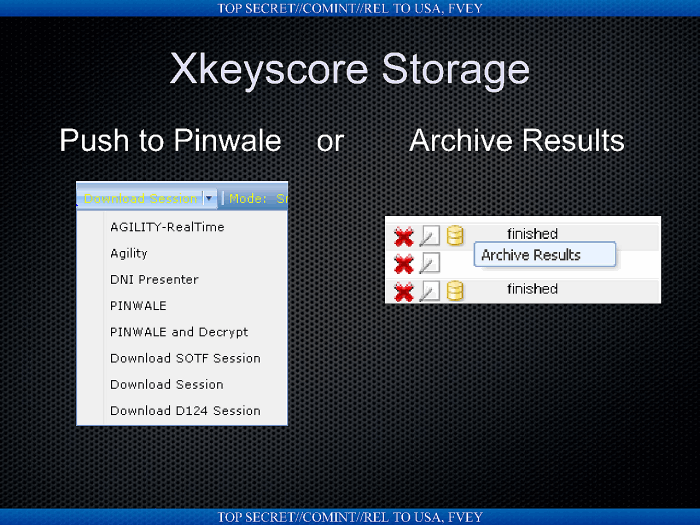 TOP SECRET//COMINT//REL TO USA, FVEY
Xkeyscore Storage
Push to Pinwale or Archive Results
Download Session Mode:
AGILITY-RealTime
Agility
DNI Presenter
PINWALE
PINWALE and Decrypt
Download SOTF Session
Download Session
Download D124 Session
finished
Archive Results
finished
TOP SECRET//COMINT//REL TO USA, FVEY